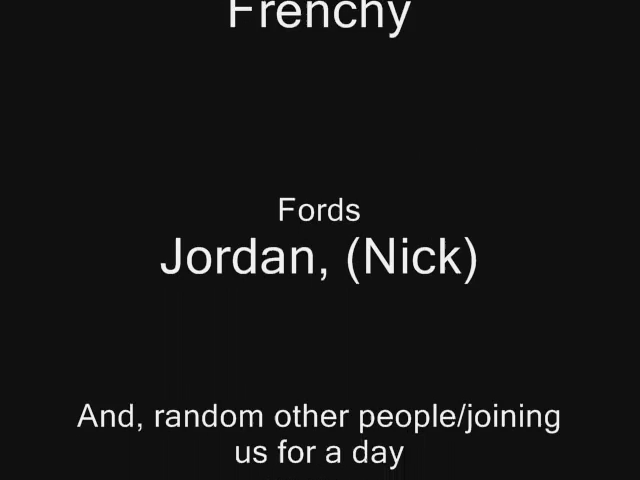 Frenchy
Fords
Jordan, (Nick)
And, random other people/joining
us for a day